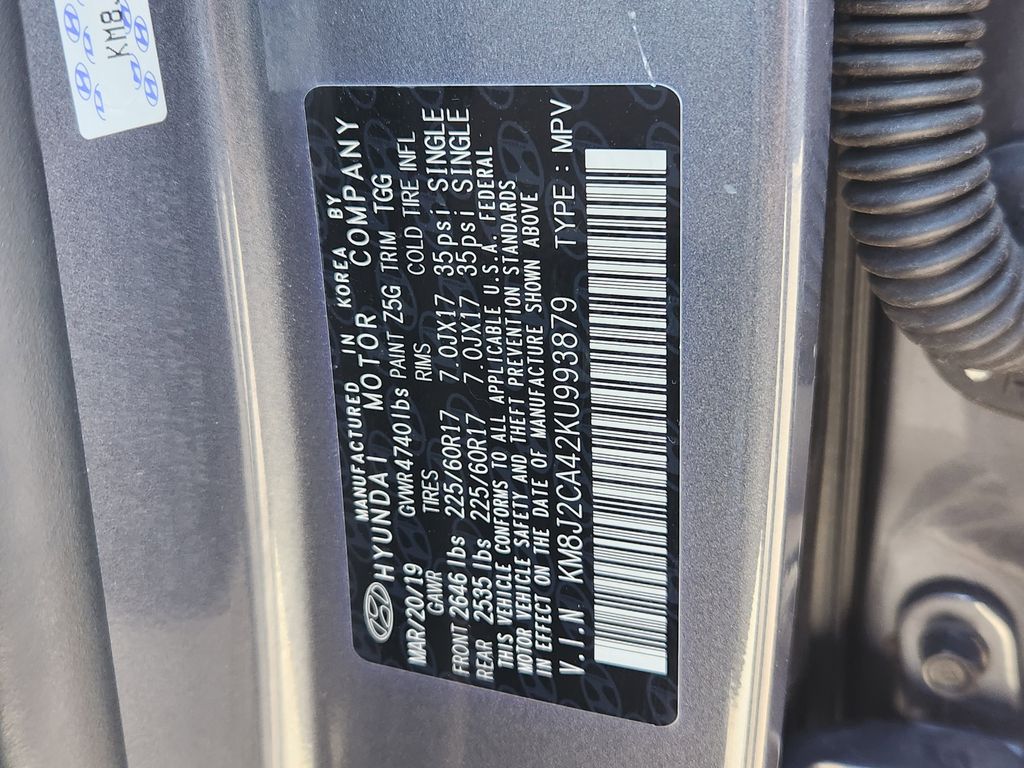 KM8
MANUFACTURED IN KOREA BY
HYUNDAI MOTOR COMPANY
MAR/20/19 GVWR4740lbs PAINT Z5G TRIM TGG
GAWR TIRES RIMS COLD TIRE INFL
FRONT 2646 lbs 225/60R17 7.0JX17 35psi SINGLE
REAR 2535 lbs 225/60R17 7.0JX17 35psi SINGLE
THIS VEHICLE CONFORMS TO ALL APPLICABLE U.S.A. FEDERAL
MOTOR VEHICLE SAFETY AND THEFT PREVENTION STANDARDS
IN EFFECT ON THE DATE OF MANUFACTURE SHOWN ABOVE
V.I.N KM8J2CA42KU993879 TYPE : MPV